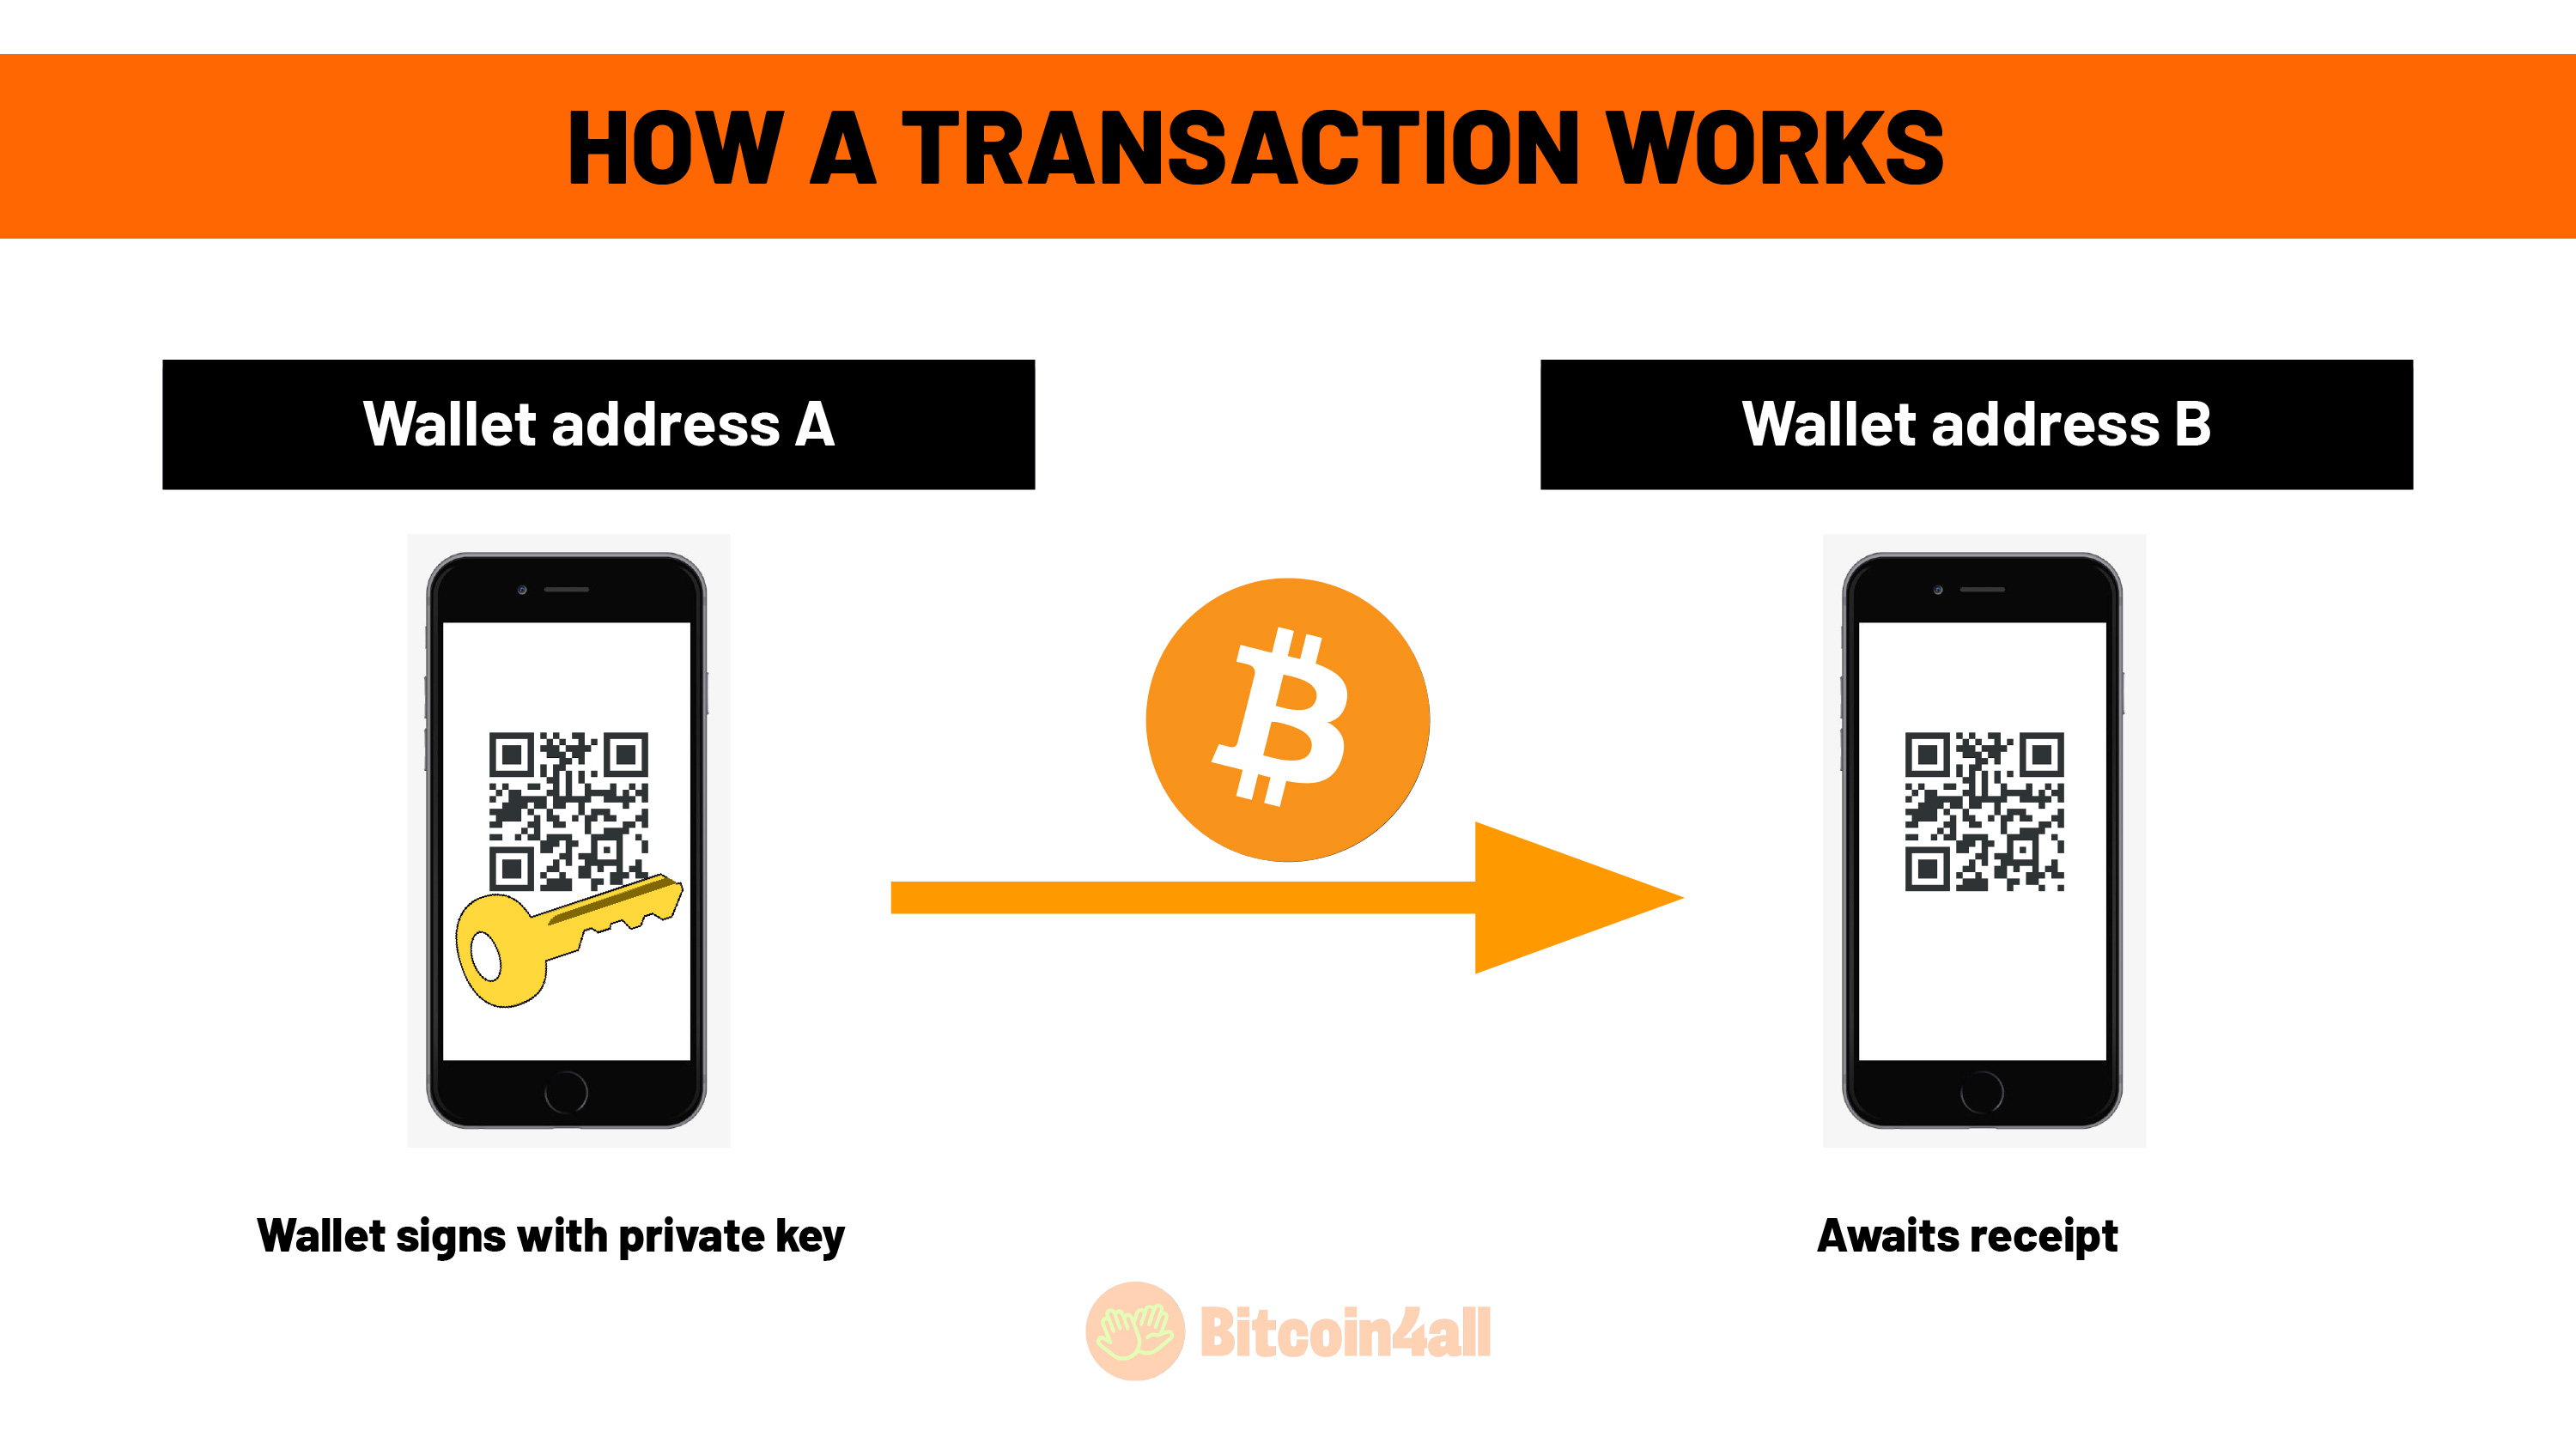 HOW A TRANSACTION WORKS
Wallet address A
Wallet address B
Wallet signs with private key
Awaits receipt
Bitcoin4all